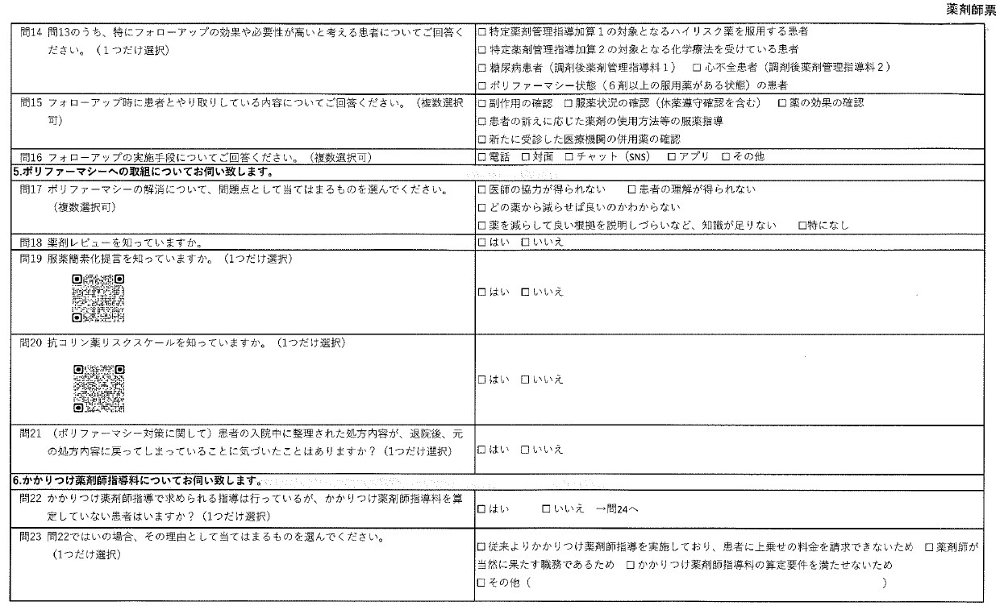 薬剤師票
問14 問13のうち、特にフォローアップの効果や必要性が高いと考える患者についてご回答く
ださい。（１つだけ選択）
□特定薬剤管理指導加算１の対象となるハイリスク薬を服用する患者
□特定薬剤管理指導加算２の対象となる化学療法を受けている患者
□糖尿病患者（調剤後薬剤管理指導料１） □心不全患者（調剤後薬剤管理指導料２）
□ポリファーマシー状態（６剤以上の服用薬がある状態）の患者
問15 フォローアップ時に患者とやり取りしている内容についてご回答ください。（複数選択
可）
□副作用の確認 □服薬状況の確認（休薬遵守確認を含む） □薬の効果の確認
□患者の訴えに応じた薬剤の使用方法等の服薬指導
□新たに受診した医療機関の併用薬の確認
問16 フォローアップの実施手段についてご回答ください。（複数選択可）
□電話 □対面 □チャット（SNS） □アプリ □その他
5.ポリファーマシーへの取組についてお伺い致します。
問17 ポリファーマシーの解消について、問題点として当てはまるものを選んでください。
（複数選択可）
□医師の協力が得られない □患者の理解が得られない
□どの薬から減らせば良いのかわからない
□薬を減らして良い根拠を説明しづらいなど、知識が足りない □特になし
問18 薬剤レビューを知っていますか。
□はい □いいえ
問19 服薬簡素化提言を知っていますか。（1つだけ選択）
□はい □いいえ
問20 抗コリン薬リスクスケールを知っていますか。（1つだけ選択）
□はい □いいえ
問21 （ポリファーマシー対策に関して）患者の入院中に整理された処方内容が、退院後、元
の処方内容に戻ってしまっていることに気づいたことはありますか？（1つだけ選択）
□はい □いいえ
6.かかりつけ薬剤師指導料についてお伺い致します。
問22 かかりつけ薬剤師指導で求められる指導は行っているが、かかりつけ薬剤師指導料を算
定していない患者はいますか？（1つだけ選択）
□はい □いいえ →問24へ
問23 問22ではいの場合、その理由として当てはまるものを選んでください。
（1つだけ選択）
□従来よりかかりつけ薬剤師指導を実施しており、患者に上乗せの料金を請求できないため □薬剤師が
当然に果たす職務であるため □かかりつけ薬剤師指導料の算定要件を満たせないため
□その他（ ）